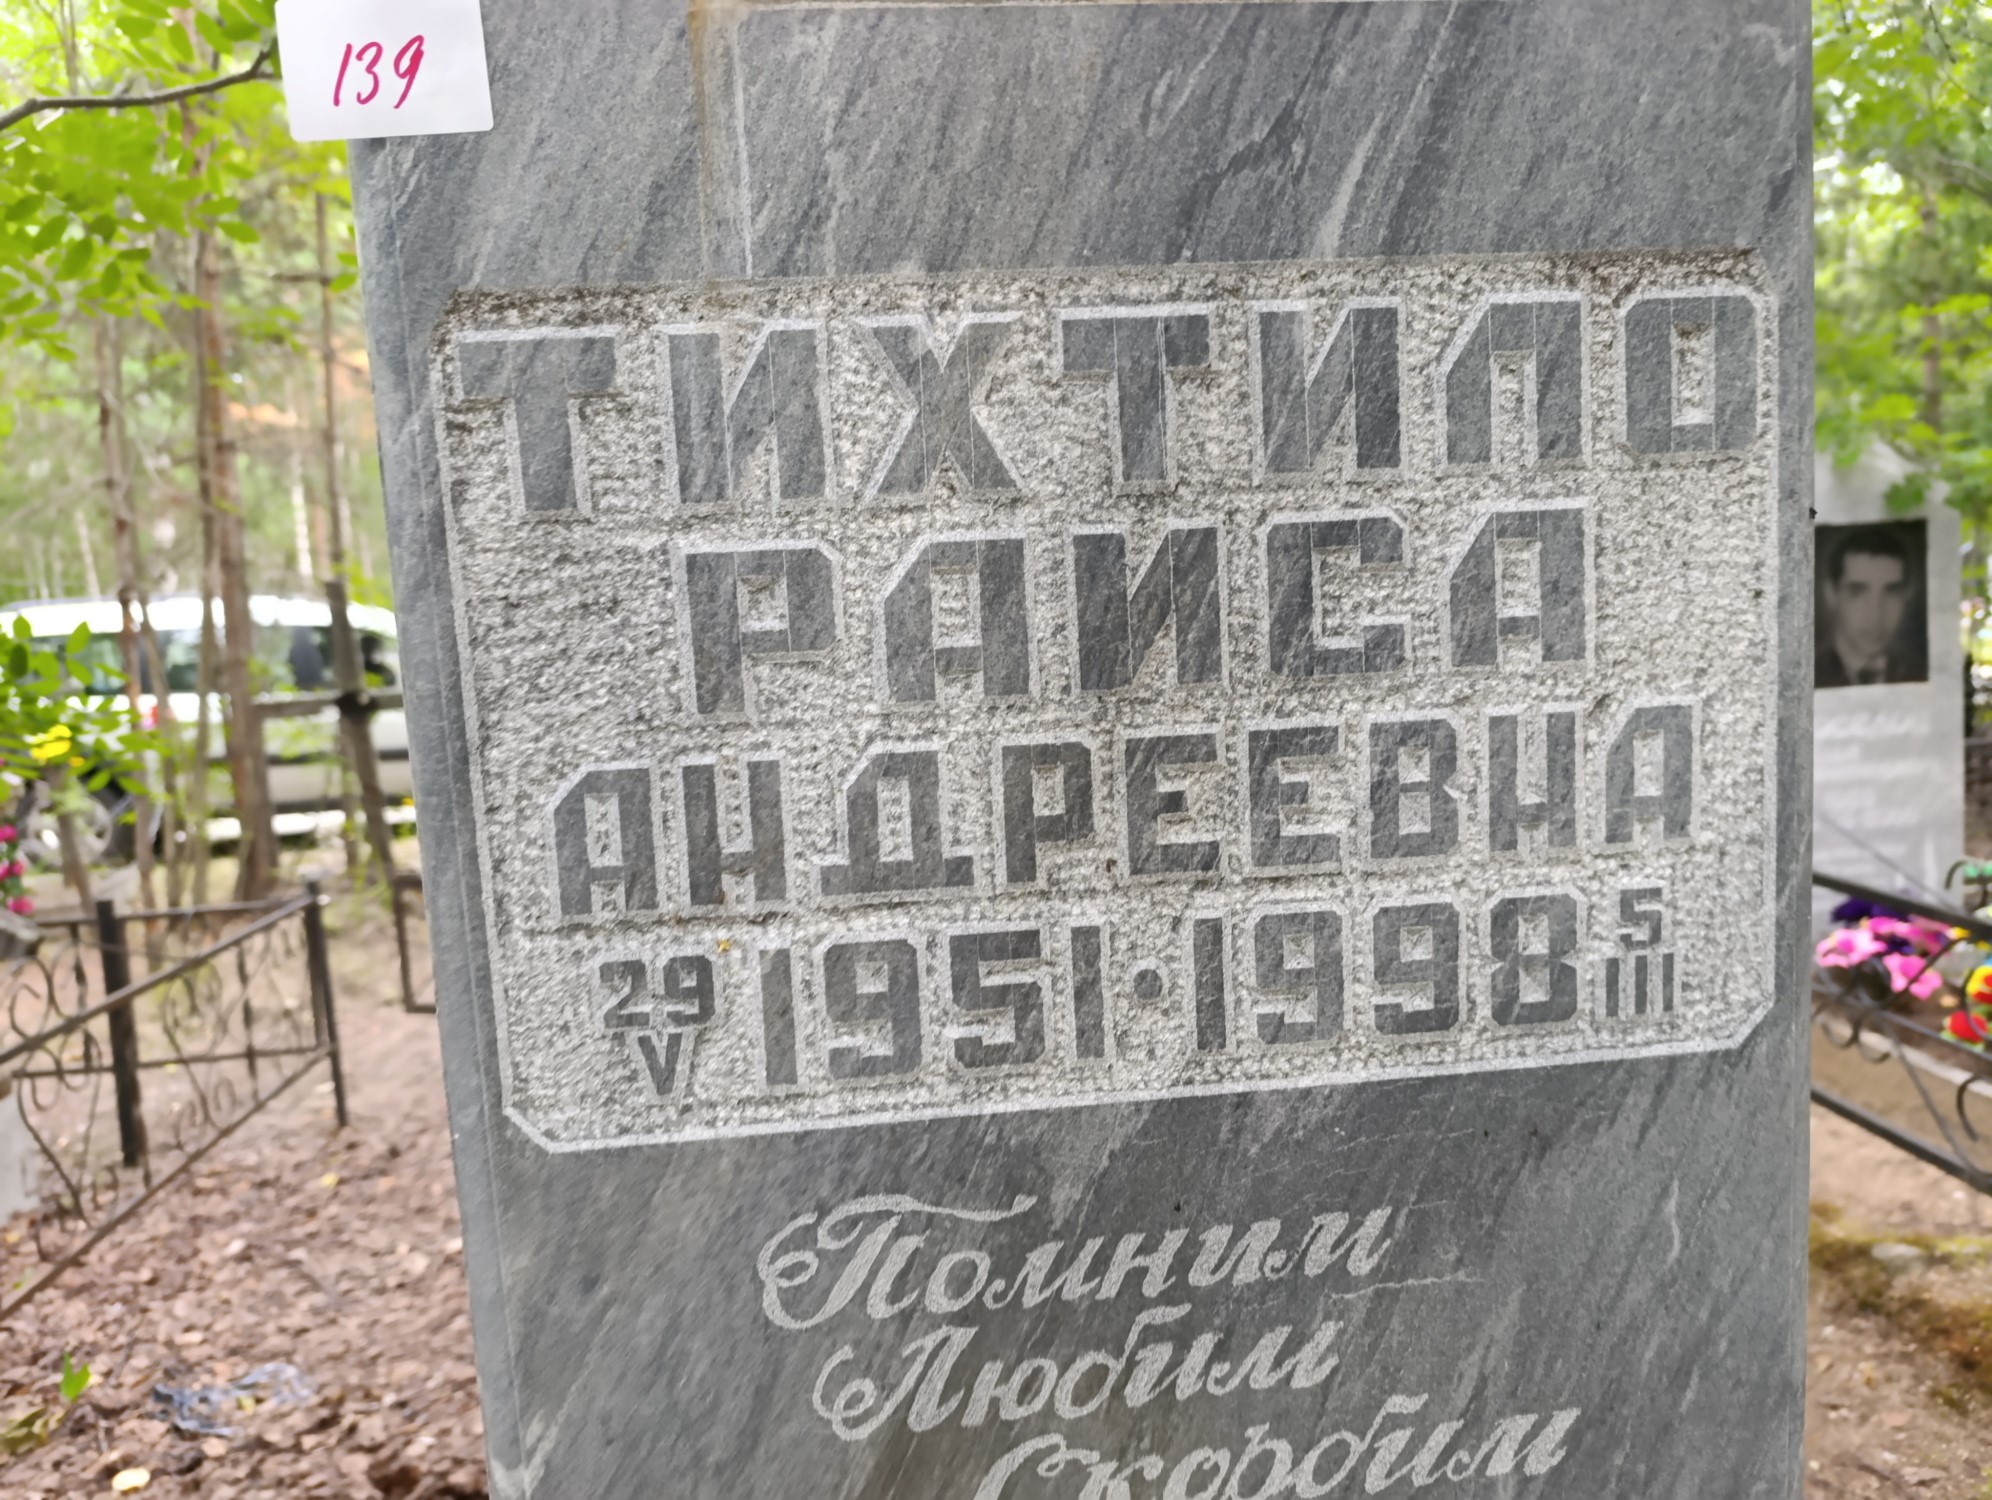 139
ТИХТИЛО
РАИСА
АНДРЕЕВНА
29 V 1951·1998 5 III
Помним
Любим
Скорбим